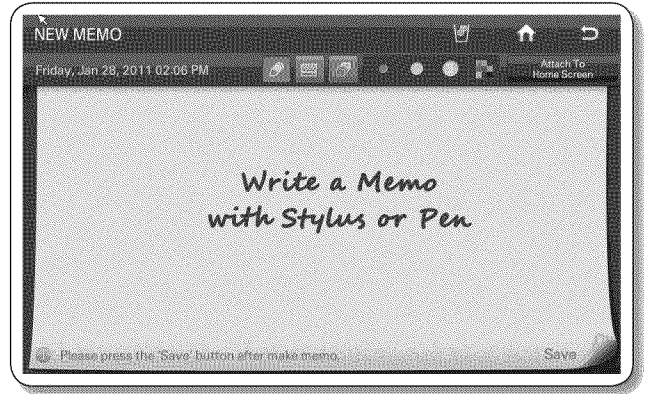 NEW MEMO
Friday, Jan 28, 2011 02:06 PM
Attach To
Home Screen
Write a Memo
with Stylus or Pen
Please press the 'Save' button after make memo.
Save